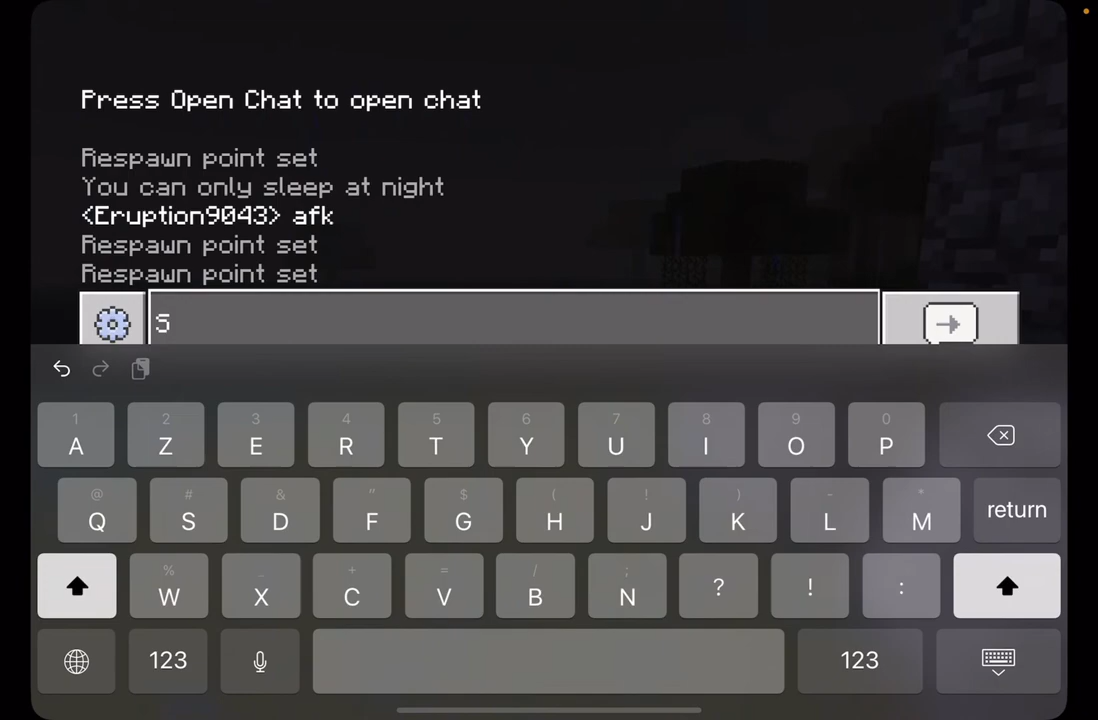 Press Open Chat to open chat
Respawn point set
You can only sleep at night
<Eruption9043> afk
Respawn point set
Respawn point set
S
1 2 3 4 5 6 7 8 9 0
A Z E R T Y U I O P
@ # & " $ ( ! ) - *
Q S D F G H J K L M return
% _ + = / ;
W X C V B N ? ! :
123 123